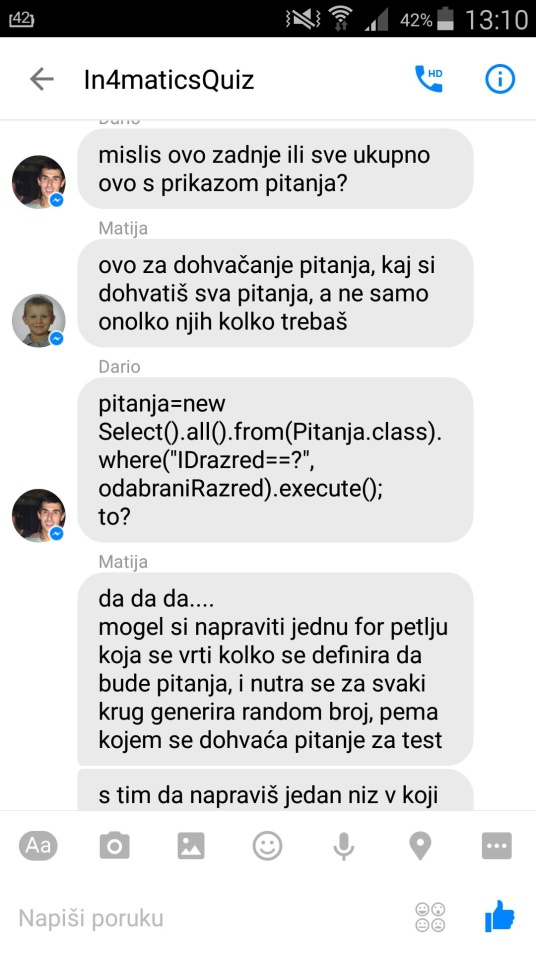 42
42%
13:10
In4maticsQuiz
HD
Dario
mislis ovo zadnje ili sve ukupno
ovo s prikazom pitanja?
Matija
ovo za dohvačanje pitanja, kaj si
dohvatiš sva pitanja, a ne samo
onolko njih kolko trebaš
Dario
pitanja=new
Select().all().from(Pitanja.class).
where("IDrazred==?",
odabraniRazred).execute();
to?
Matija
da da da....
mogel si napraviti jednu for petlju
koja se vrti kolko se definira da
bude pitanja, i nutra se za svaki
krug generira random broj, pema
kojem se dohvaća pitanje za test
s tim da napraviš jedan niz v koji
Aa
Napiši poruku